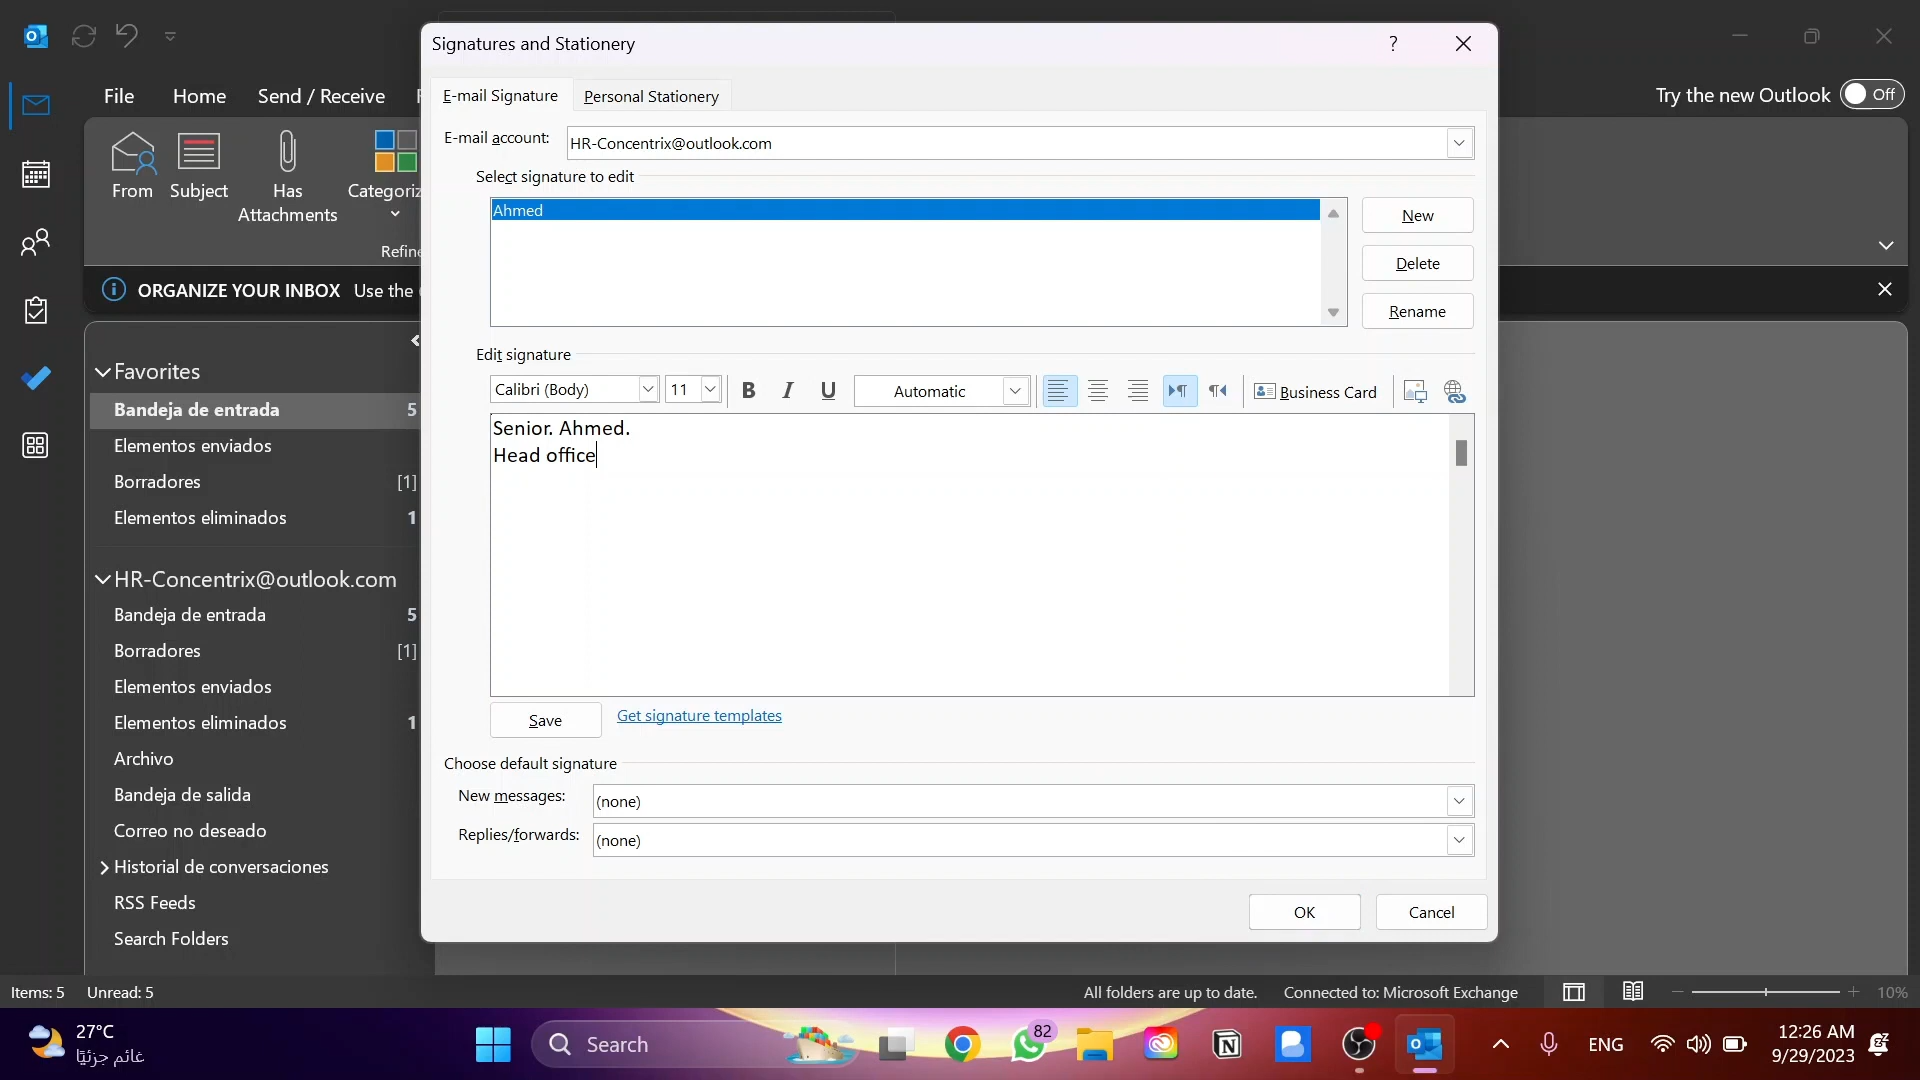 Signatures and Stationery
?
File
Home
Send / Receive
Try the new Outlook
Off
E-mail Signature
Personal Stationery
From
Subject
Has
Attachments
Categoriz
Refine
E-mail account:
HR-Concentrix@outlook.com
Select signature to edit
Ahmed
New
Delete
Rename
ORGANIZE YOUR INBOX Use the
Edit signature
Calibri (Body)
11
B
I
U
Automatic
Business Card
Senior. Ahmed.
Head office
Save
Get signature templates
Choose default signature
New messages:
(none)
Replies/forwards:
(none)
OK
Cancel
Favorites
Bandeja de entrada 5
Elementos enviados
Borradores [1]
Elementos eliminados 1
HR-Concentrix@outlook.com
Bandeja de entrada 5
Borradores [1]
Elementos enviados
Elementos eliminados 1
Archivo
Bandeja de salida
Correo no deseado
Historial de conversaciones
RSS Feeds
Search Folders
Items: 5
Unread: 5
All folders are up to date.
Connected to: Microsoft Exchange
10%
27°C
غائم جزئيًا
Search
82
ENG
12:26 AM
9/29/2023